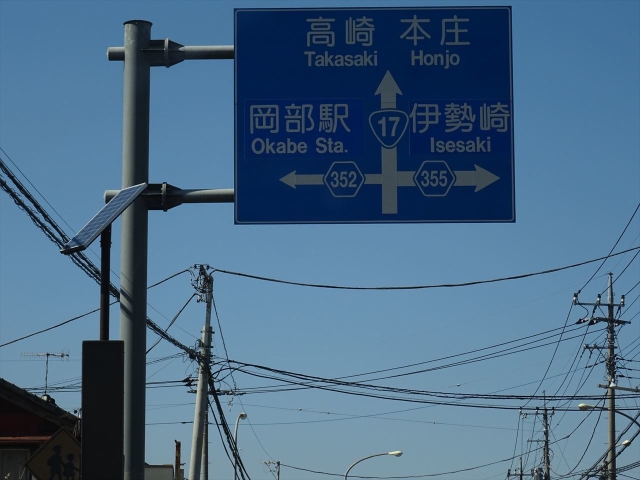 高崎 本庄
Takasaki Honjo
岡部駅 17 伊勢崎
Okabe Sta. Isesaki
352 355